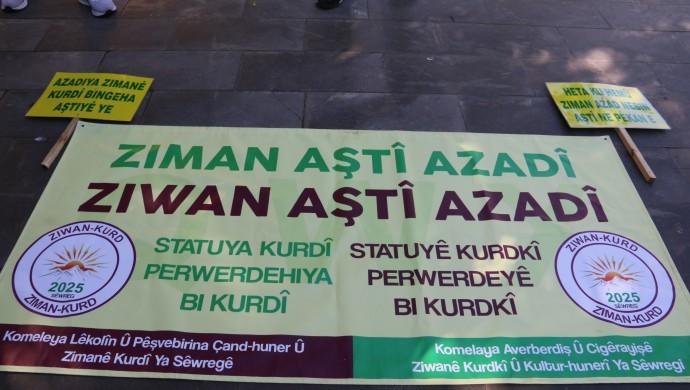 AZADIYA ZIMANÊ
KURDÎ BINGEHA
AŞTIYÊ YE
HETA KU HEMÛ
ZIMAN AZAD NEBIN
AŞTÎ NE PÊKAN E
ZIMAN AŞTÎ AZADÎ
ZIWAN AŞTÎ AZADÎ
STATUYA KURDÎ
PERWERDEHIYA
BI KURDÎ
STATUYÊ KURDKÎ
PERWERDEYÊ
BI KURDKÎ
ZIWAN-KURD
2025
SÊWREG
ZIMAN-KURD
ZIWAN-KURD
2025
SÊWREG
ZIMAN-KURD
Komeleya Lêkolîn Û Pêşvebirina Çand-huner Û
Zimanê Kurdî Ya Sêwregê
Komelaya Averberdiş Û Cigêrayişê
Ziwanê Kurdkî Û Kultur-hunerî Ya Sêwregi